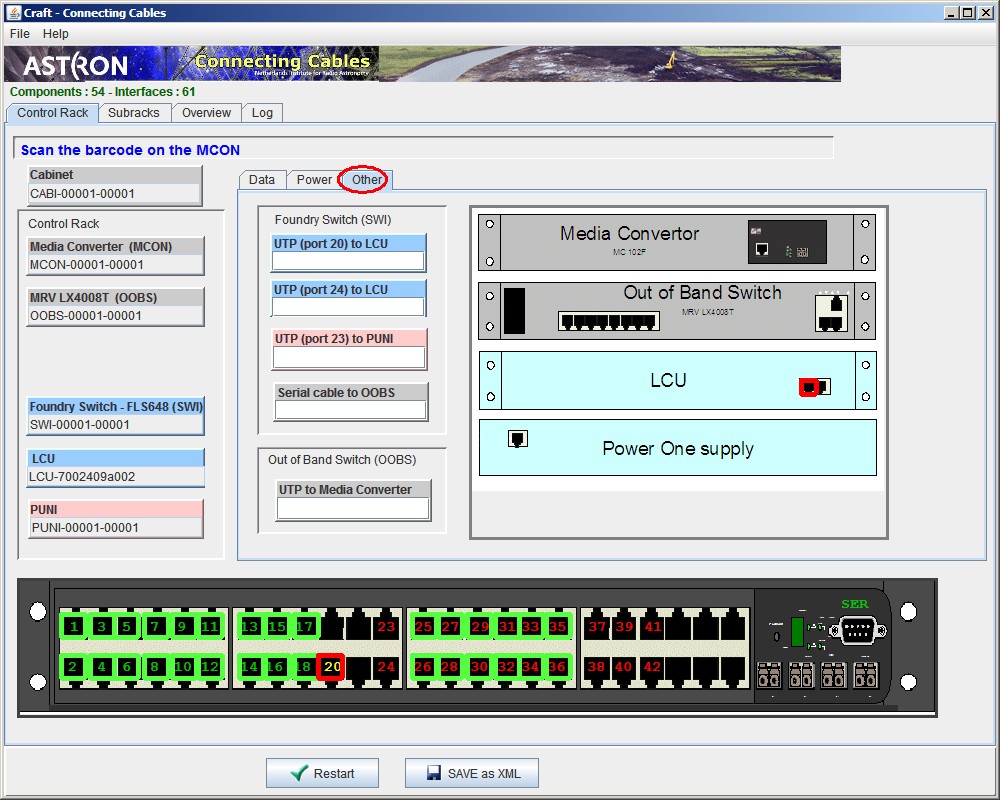 Craft - Connecting Cables
File Help
ASTRON Connecting Cables
Netherlands Institute for Radio Astronomy
Components : 54 - Interfaces : 61
Control Rack Subracks Overview Log
Scan the barcode on the MCON
Cabinet
CABI-00001-00001
Control Rack
Media Converter (MCON)
MCON-00001-00001
MRV LX4008T (OOBS)
OOBS-00001-00001
Foundry Switch - FLS648 (SWI)
SWI-00001-00001
LCU
LCU-7002409a002
PUNI
PUNI-00001-00001
Data Power Other
Foundry Switch (SWI)
UTP (port 20) to LCU
UTP (port 24) to LCU
UTP (port 23) to PUNI
Serial cable to OOBS
Out of Band Switch (OOBS)
UTP to Media Converter
Media Convertor
MC 102F
Out of Band Switch
MRV LX4008T
LCU
Power One supply
1 3 5 7 9 11 13 15 17 23 25 27 29 31 33 35 37 39 41
2 4 6 8 10 12 14 16 18 20 24 26 28 30 32 34 36 38 40 42
SER
Restart SAVE as XML